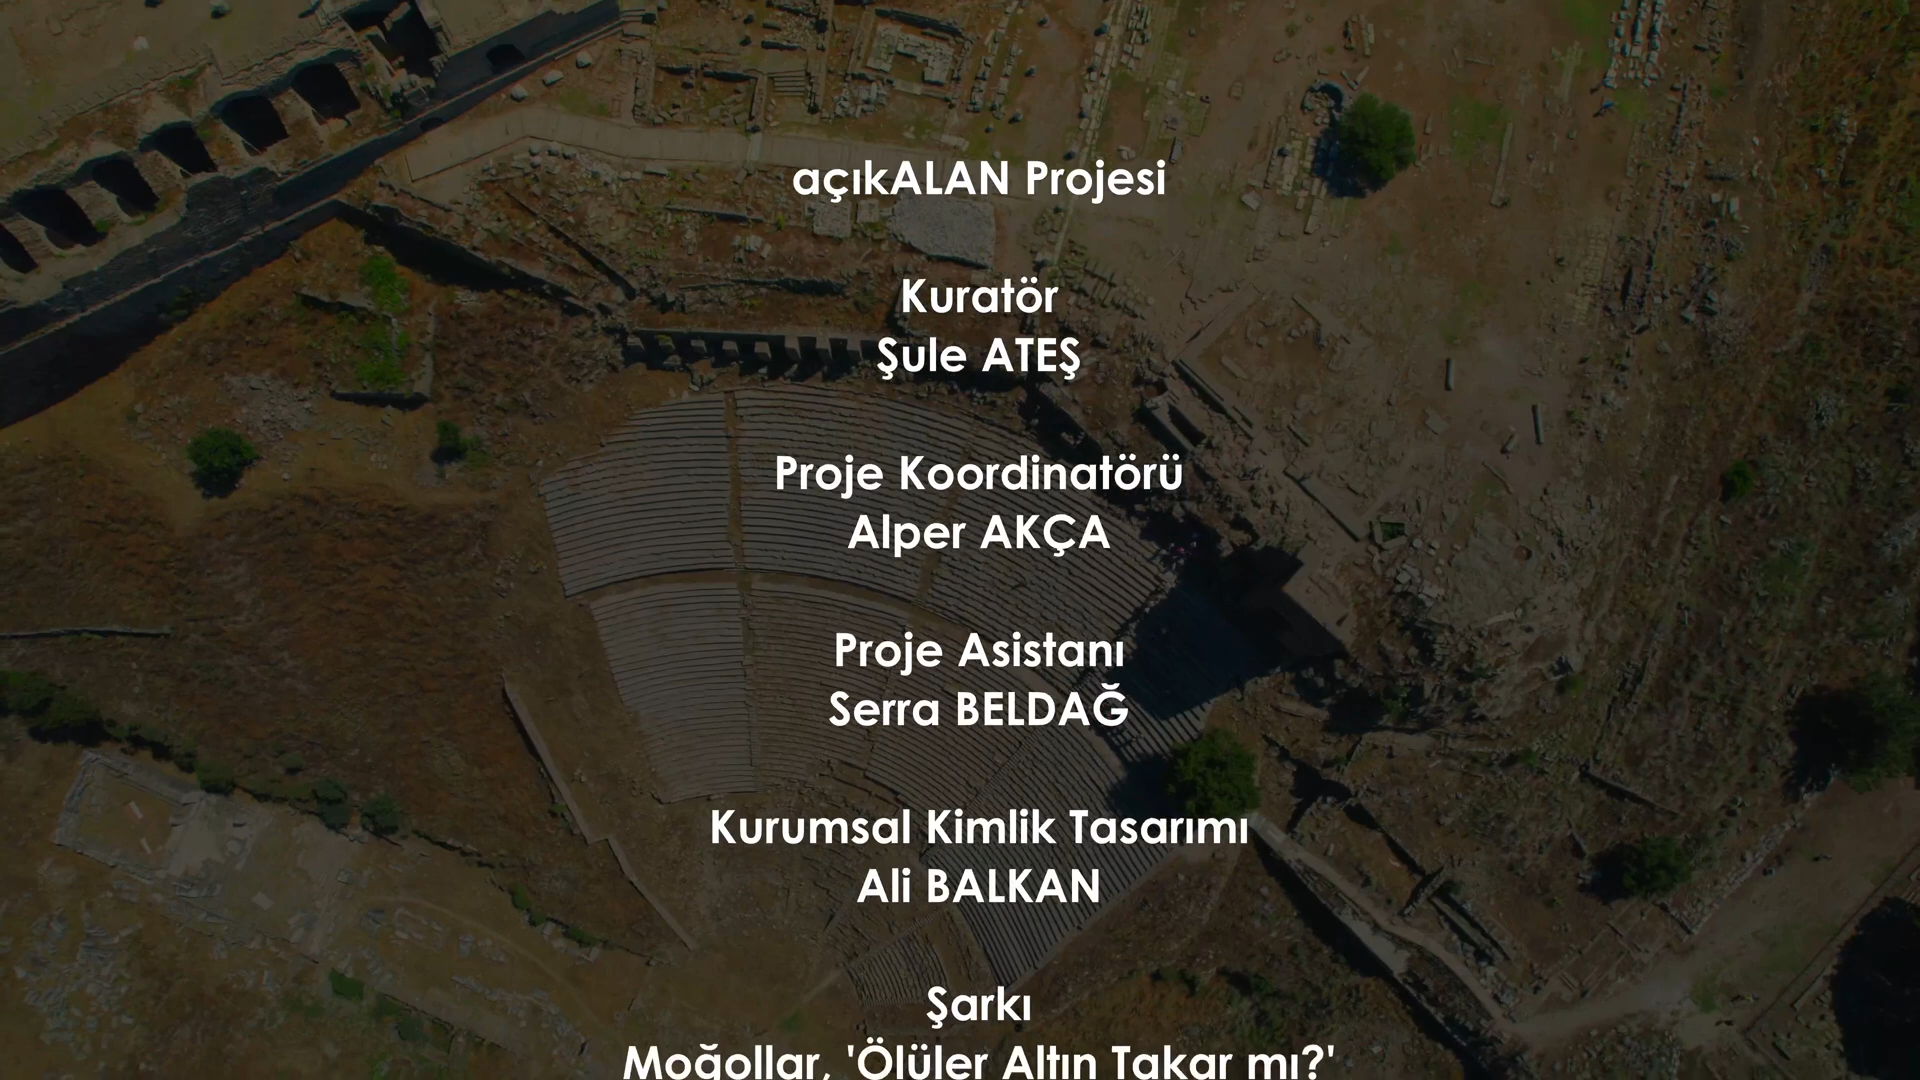 açıkALAN Projesi
Kuratör
Şule ATEŞ
Proje Koordinatörü
Alper AKÇA
Proje Asistanı
Serra BELDAĞ
Kurumsal Kimlik Tasarımı
Ali BALKAN
Şarkı
Moğollar, 'Ölüler Altın Takar mı?'